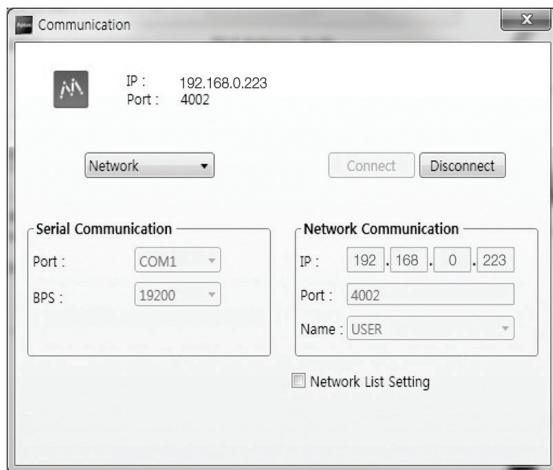 Communication
X
IP : 192.168.0.223
Port : 4002
Network
Connect
Disconnect
Serial Communication
Port : COM1
BPS : 19200
Network Communication
IP : 192 . 168 . 0 . 223
Port : 4002
Name : USER
Network List Setting